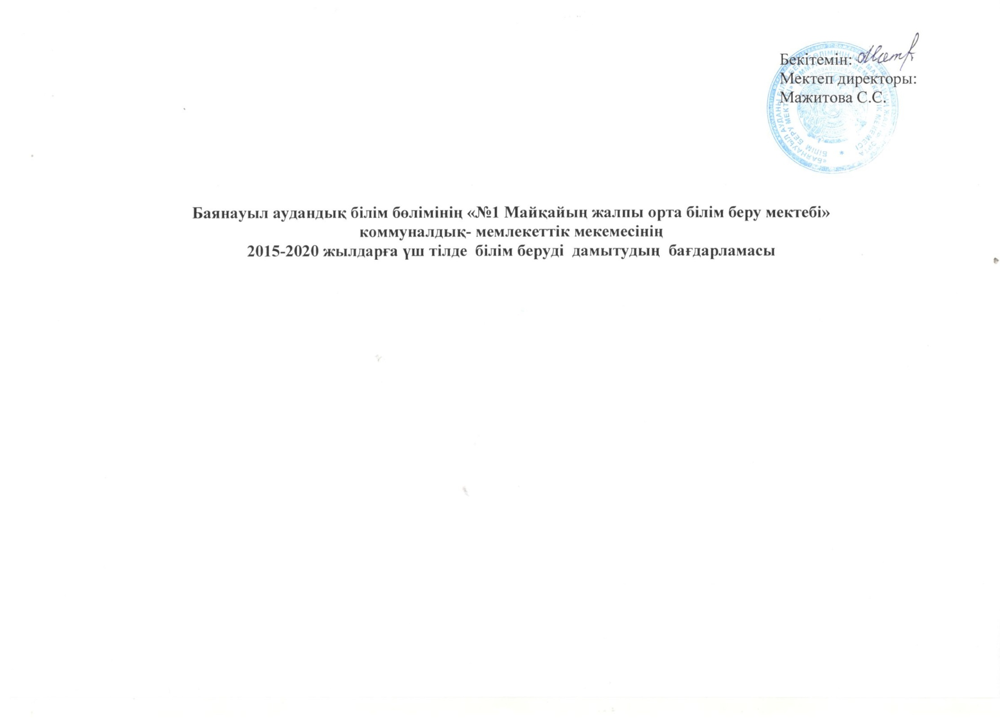 Бекітемін:
Мектеп директоры:
Мажитова С.С.
Баянауыл аудандық білім бөлімінің «№1 Майқайың жалпы орта білім беру мектебі»
коммуналдық- мемлекеттік мекемесінің
2015-2020 жылдарға үш тілде білім беруді дамытудың бағдарламасы